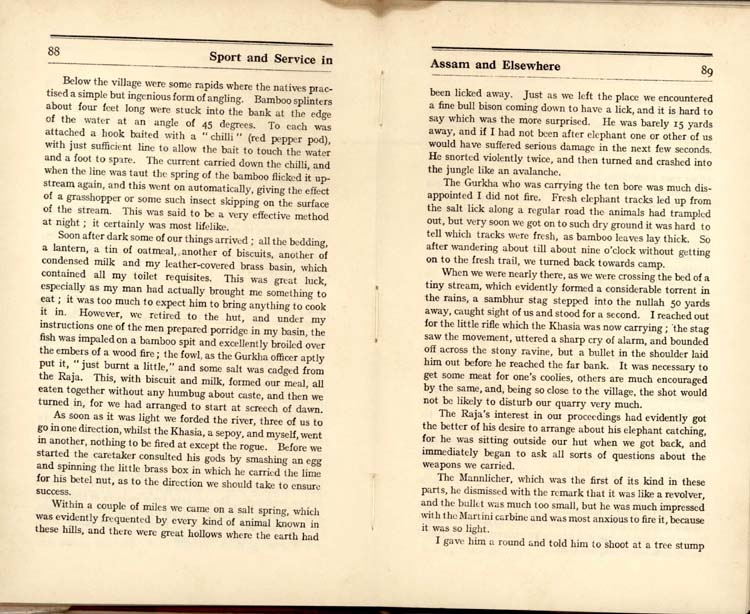 88
Sport and Service in
Below the village were some rapids where the natives prac-
tised a simple but ingenious form of angling. Bamboo splinters
about four feet long were stuck into the bank at the edge
of the water at an angle of 45 degrees. To each was
attached a hook baited with a "chilli" (red pepper pod),
with just sufficient line to allow the bait to touch the water
and a foot to spare. The current carried down the chilli, and
when the line was taut the spring of the bamboo flicked it up-
stream again, and this went on automatically, giving the effect
of a grasshopper or some such insect skipping on the surface
of the stream. This was said to be a very effective method
at night ; it certainly was most lifelike.
Soon after dark some of our things arrived ; all the bedding,
a lantern, a tin of oatmeal, another of biscuits, another of
condensed milk and my leather-covered brass basin, which
contained all my toilet requisites. This was great luck,
especially as my man had actually brought me something to
eat ; it was too much to expect him to bring anything to cook
it in. However, we retired to the hut, and under my
instructions one of the men prepared porridge in my basin, the
fish was impaled on a bamboo spit and excellently broiled over
the embers of a wood fire ; the fowl, as the Gurkha officer aptly
put it, "just burnt a little," and some salt was cadged from
the Raja. This, with biscuit and milk, formed our meal, all
eaten together without any humbug about caste, and then we
turned in, for we had arranged to start at screech of dawn.
As soon as it was light we forded the river, three of us to
go in one direction, whilst the Khasia, a sepoy, and myself, went
in another, nothing to be fired at except the rogue. Before we
started the caretaker consulted his gods by smashing an egg
and spinning the little brass box in which he carried the lime
for his betel nut, as to the direction we should take to ensure
success.
Within a couple of miles we came on a salt spring, which
was evidently frequented by every kind of animal known in
these hills, and there were great hollows where the earth had
Assam and Elsewhere
89
been licked away. Just as we left the place we encountered
a fine bull bison coming down to have a lick, and it is hard to
say which was the more surprised. He was barely 15 yards
away, and if I had not been after elephant one or other of us
would have suffered serious damage in the next few seconds.
He snorted violently twice, and then turned and crashed into
the jungle like an avalanche.
The Gurkha who was carrying the ten bore was much dis-
appointed I did not fire. Fresh elephant tracks led up from
the salt lick along a regular road the animals had trampled
out, but very soon we got on to such dry ground it was hard to
tell which tracks were fresh, as bamboo leaves lay thick. So
after wandering about till about nine o'clock without getting
on to the fresh trail, we turned back towards camp.
When we were nearly there, as we were crossing the bed of a
tiny stream, which evidently formed a considerable torrent in
the rains, a sambhur stag stepped into the nullah 50 yards
away, caught sight of us and stood for a second. I reached out
for the little rifle which the Khasia was now carrying ; the stag
saw the movement, uttered a sharp cry of alarm, and bounded
off across the stony ravine, but a bullet in the shoulder laid
him out before he reached the far bank. It was necessary to
get some meat for one's coolies, others are much encouraged
by the same, and, being so close to the village, the shot would
not be likely to disturb our quarry very much.
The Raja's interest in our proceedings had evidently got
the better of his desire to arrange about his elephant catching,
for he was sitting outside our hut when we got back, and
immediately began to ask all sorts of questions about the
weapons we carried.
The Mannlicher, which was the first of its kind in these
parts, he dismissed with the remark that it was like a revolver,
and the bullet was much too small, but he was much impressed
with the Martini carbine and was most anxious to fire it, because
it was so light.
I gave him a round and told him to shoot at a tree stump